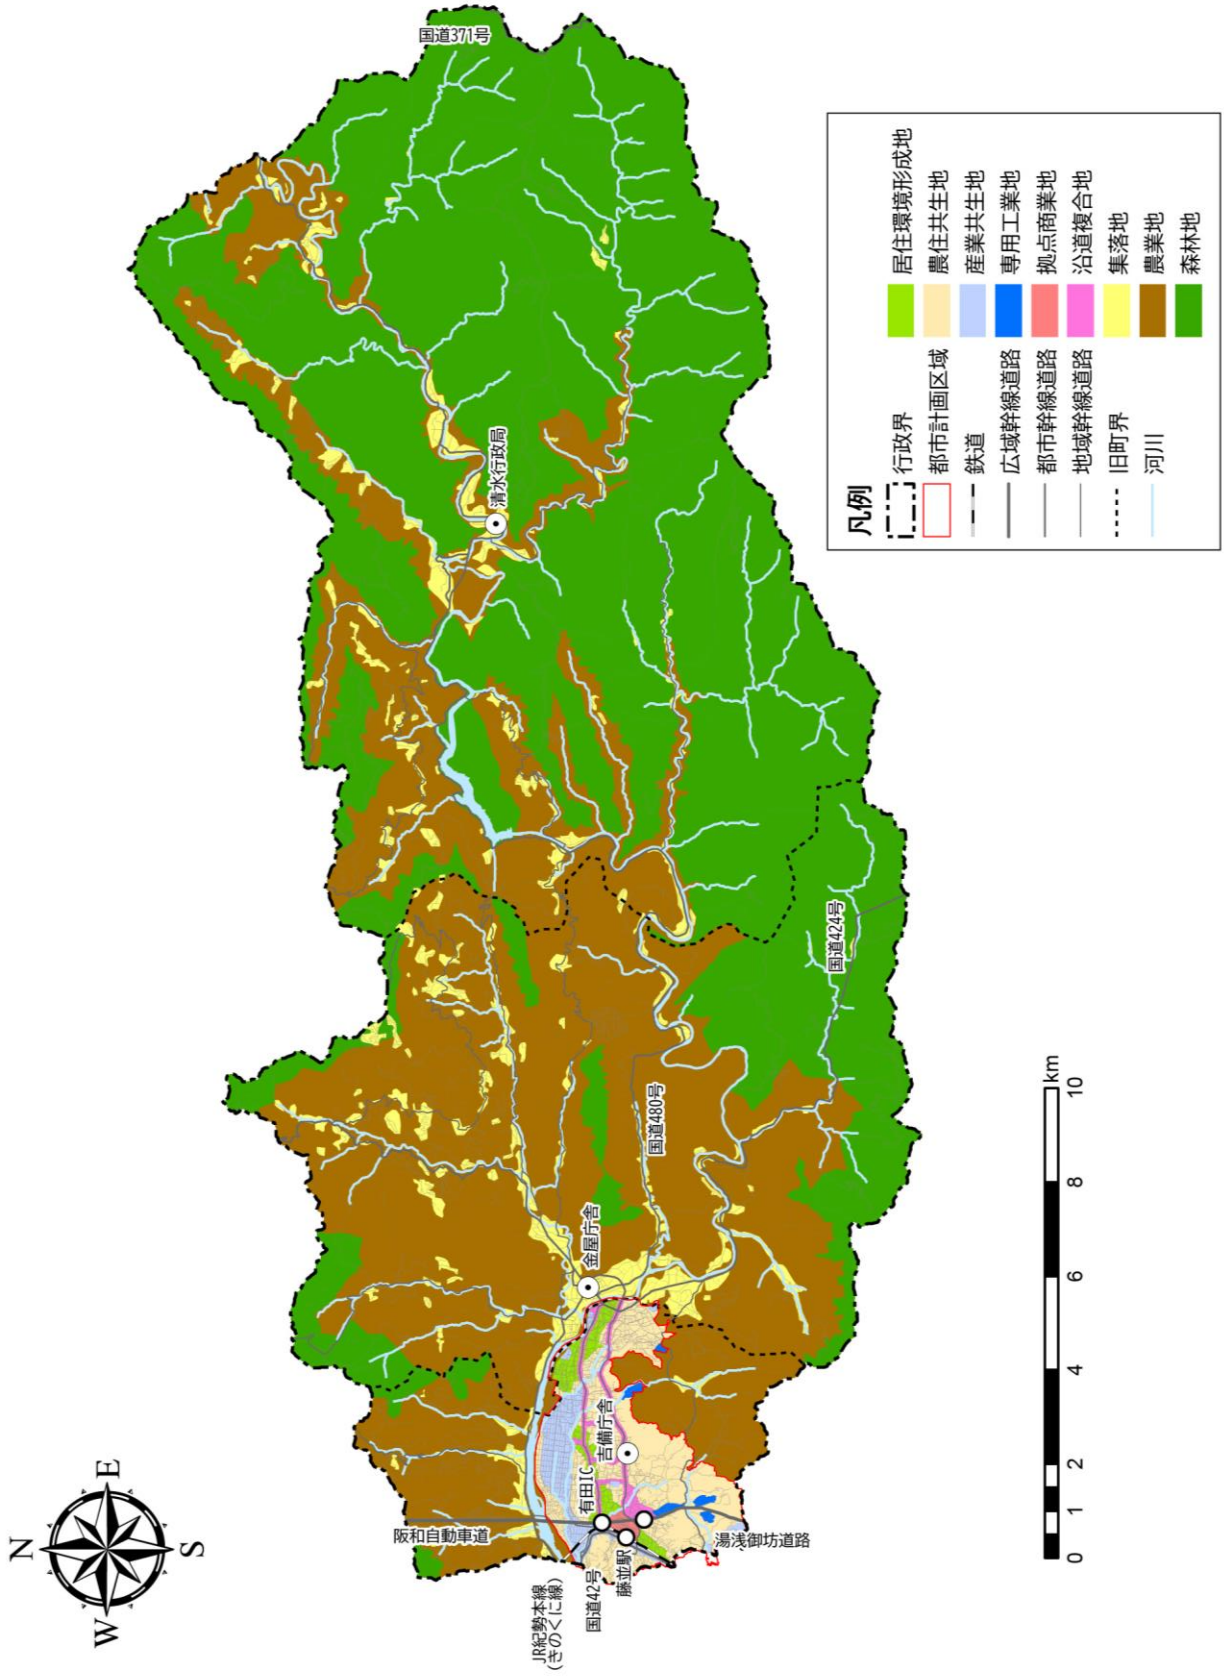 N
E
S
W
国道371号
清水行政局
国道424号
国道480号
金屋庁舎
吉備庁舎
有田IC
阪和自動車道
湯浅御坊道路
藤並駅
国道42号
JR紀勢本線
(きのくに線)
凡例
行政界
都市計画区域
鉄道
広域幹線道路
都市幹線道路
地域幹線道路
旧町界
河川
居住環境形成地
農住共生地
産業共生地
専用工業地
拠点商業地
沿道複合地
集落地
農業地
森林地
0 1 2 4 6 8 10
km